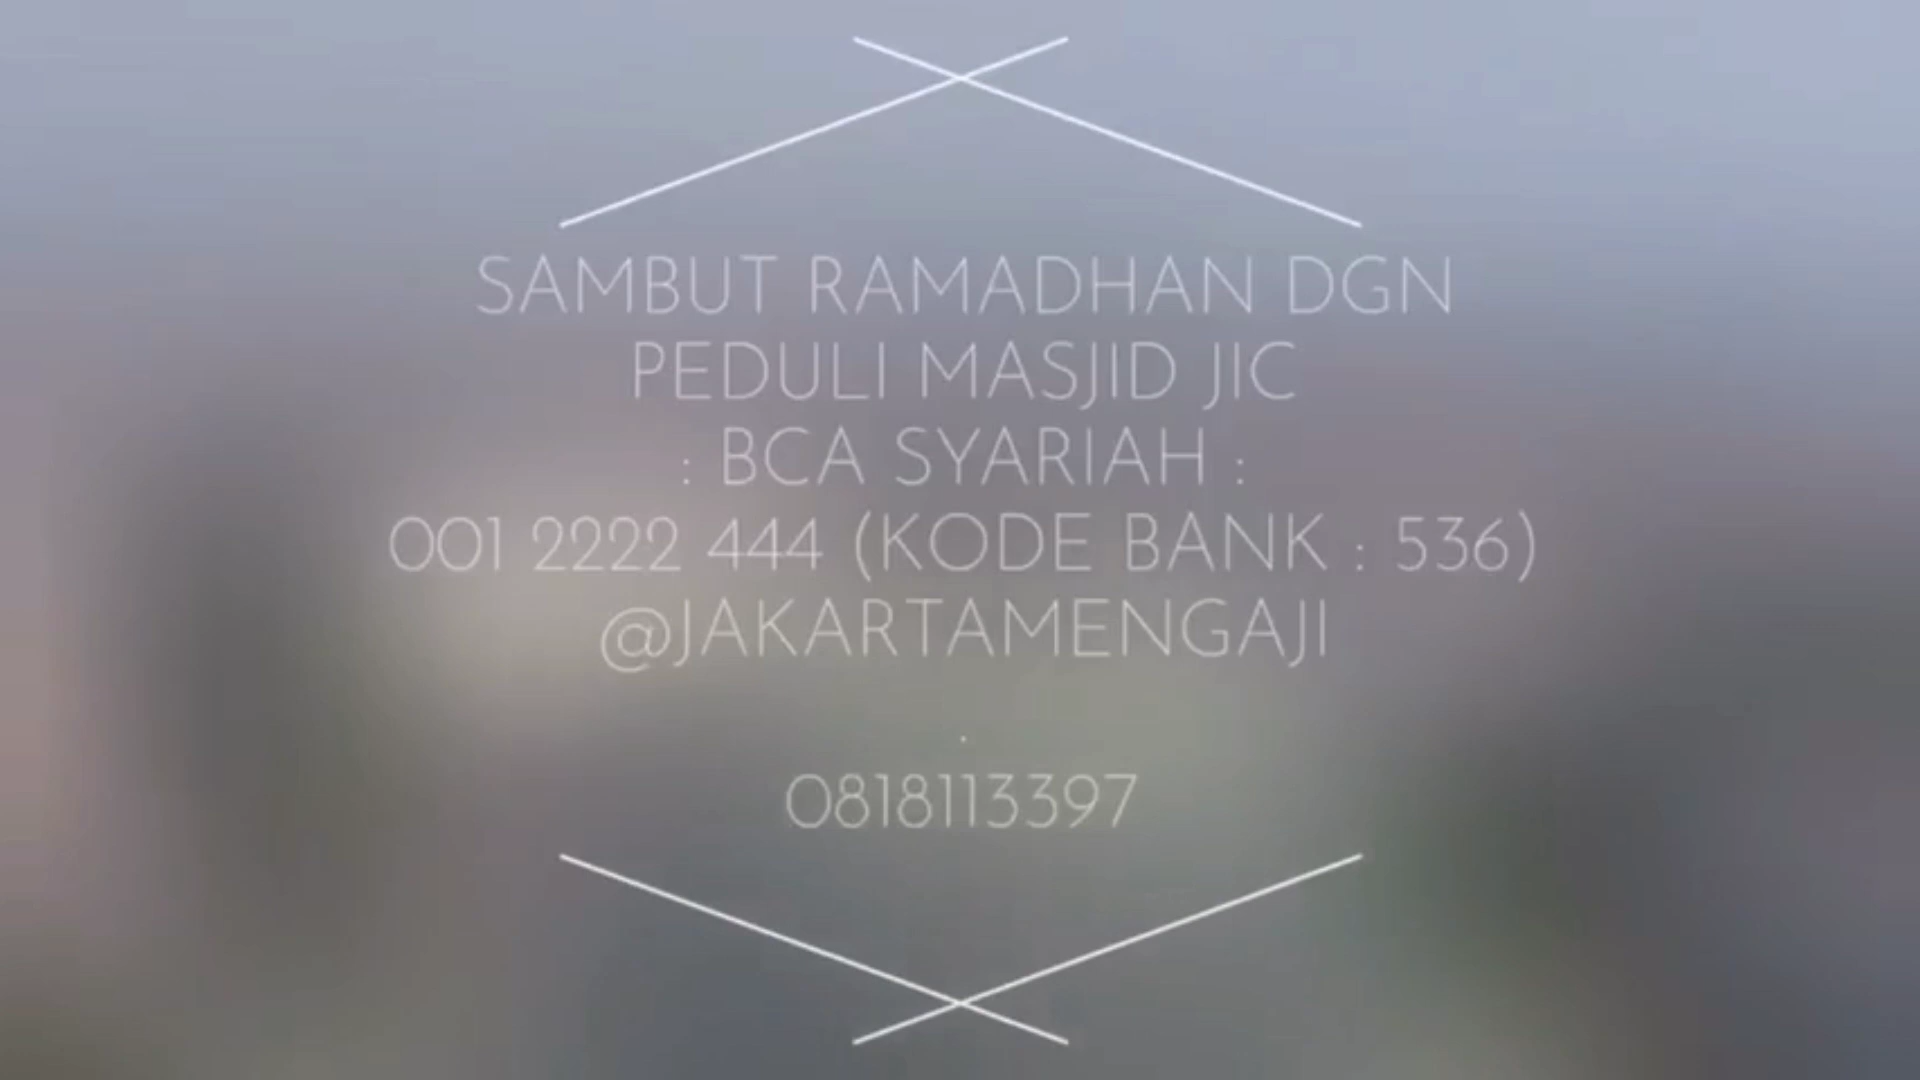 SAMBUT RAMADHAN DGN
PEDULI MASJID JIC
: BCA SYARIAH :
001 2222 444 (KODE BANK : 536)
@JAKARTAMENGAJI
.
0818113397